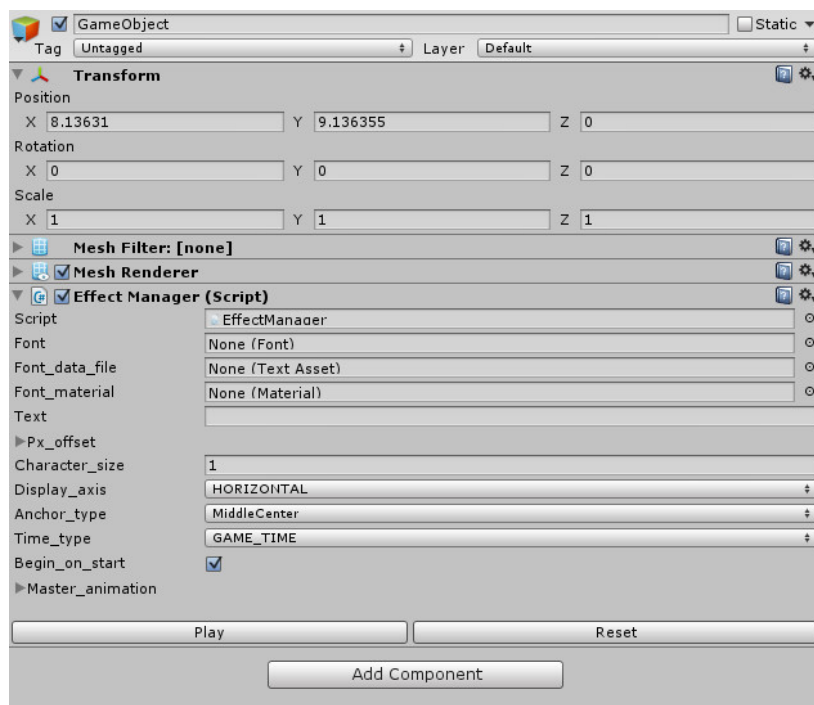 GameObject Static
Tag Untagged Layer Default
Transform
Position
X 8.13631 Y 9.136355 Z 0
Rotation
X 0 Y 0 Z 0
Scale
X 1 Y 1 Z 1
Mesh Filter: [none]
Mesh Renderer
Effect Manager (Script)
Script EffectManager
Font None (Font)
Font_data_file None (Text Asset)
Font_material None (Material)
Text
Px_offset
Character_size 1
Display_axis HORIZONTAL
Anchor_type MiddleCenter
Time_type GAME_TIME
Begin_on_start
Master_animation
Play Reset
Add Component